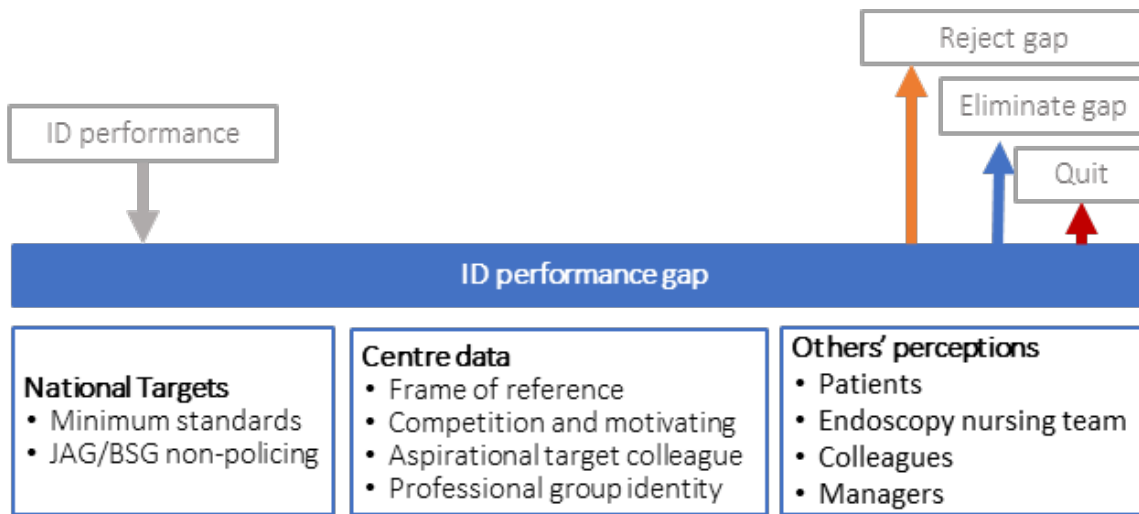 Reject gap
Eliminate gap
ID performance
Quit
ID performance gap
National Targets
• Minimum standards
• JAG/BSG non-policing
Centre data
• Frame of reference
• Competition and motivating
• Aspirational target colleague
• Professional group identity
Others’ perceptions
• Patients
• Endoscopy nursing team
• Colleagues
• Managers